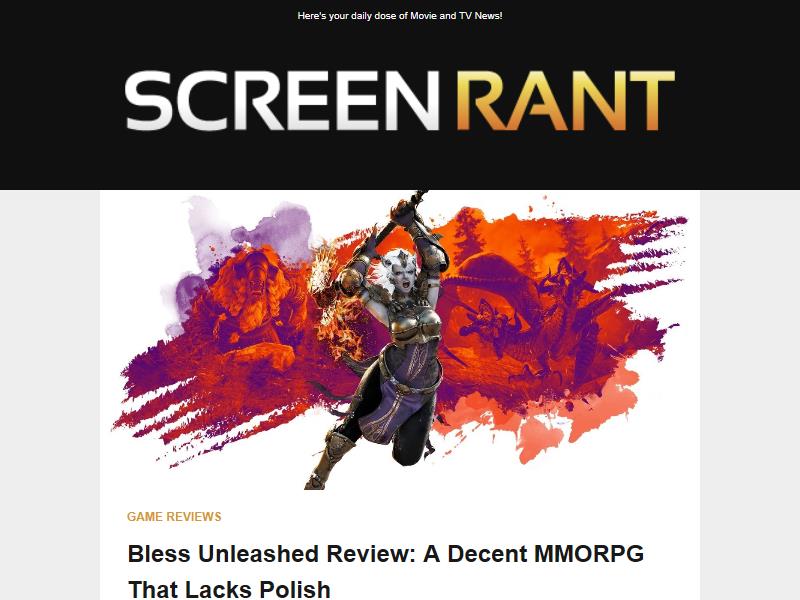 Here's your daily dose of Movie and TV News!
SCREEN RANT
GAME REVIEWS
Bless Unleashed Review: A Decent MMORPG
That Lacks Polish